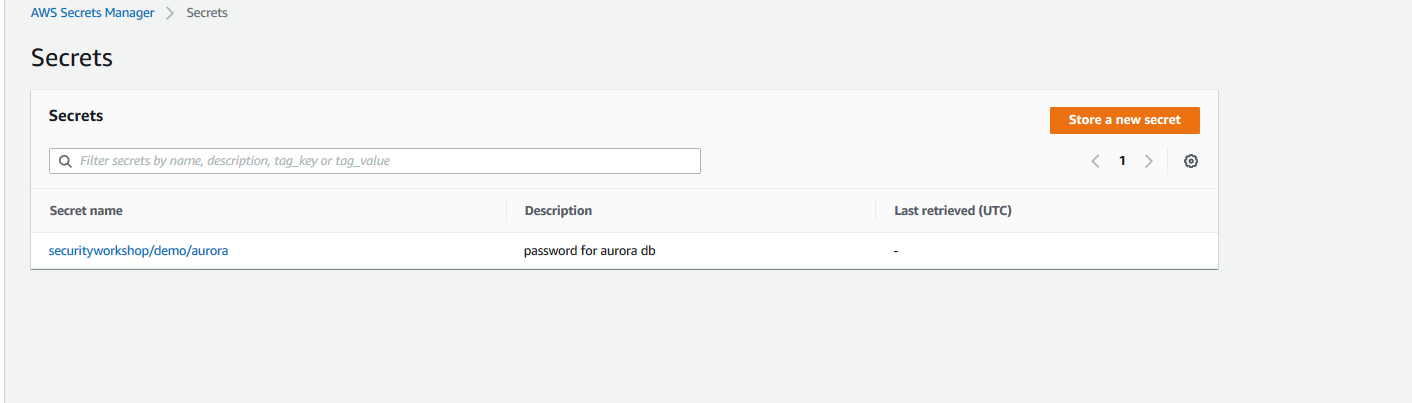 AWS Secrets Manager > Secrets
Secrets
Secrets
Store a new secret
Filter secrets by name, description, tag_key or tag_value
1
Secret name Description Last retrieved (UTC)
securityworkshop/demo/aurora password for aurora db -